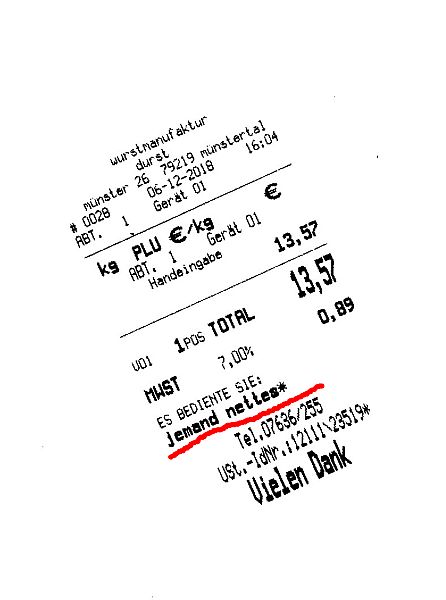 wurstmanufaktur
durst
münster 26 79219 münstertal
# 0028 06-12-2018 16:04
ABT. 1 Gerät 01
kg PLU €/kg €
ABT. 1 Gerät 01
Handeingabe 13,57
V01 1POS TOTAL 13,57
MWST 7,00% 0,89
ES BEDIENTE SIE:
jemand nettes*
Tel.07636/255
USt.-IdNr.:12111\23519*
Vielen Dank